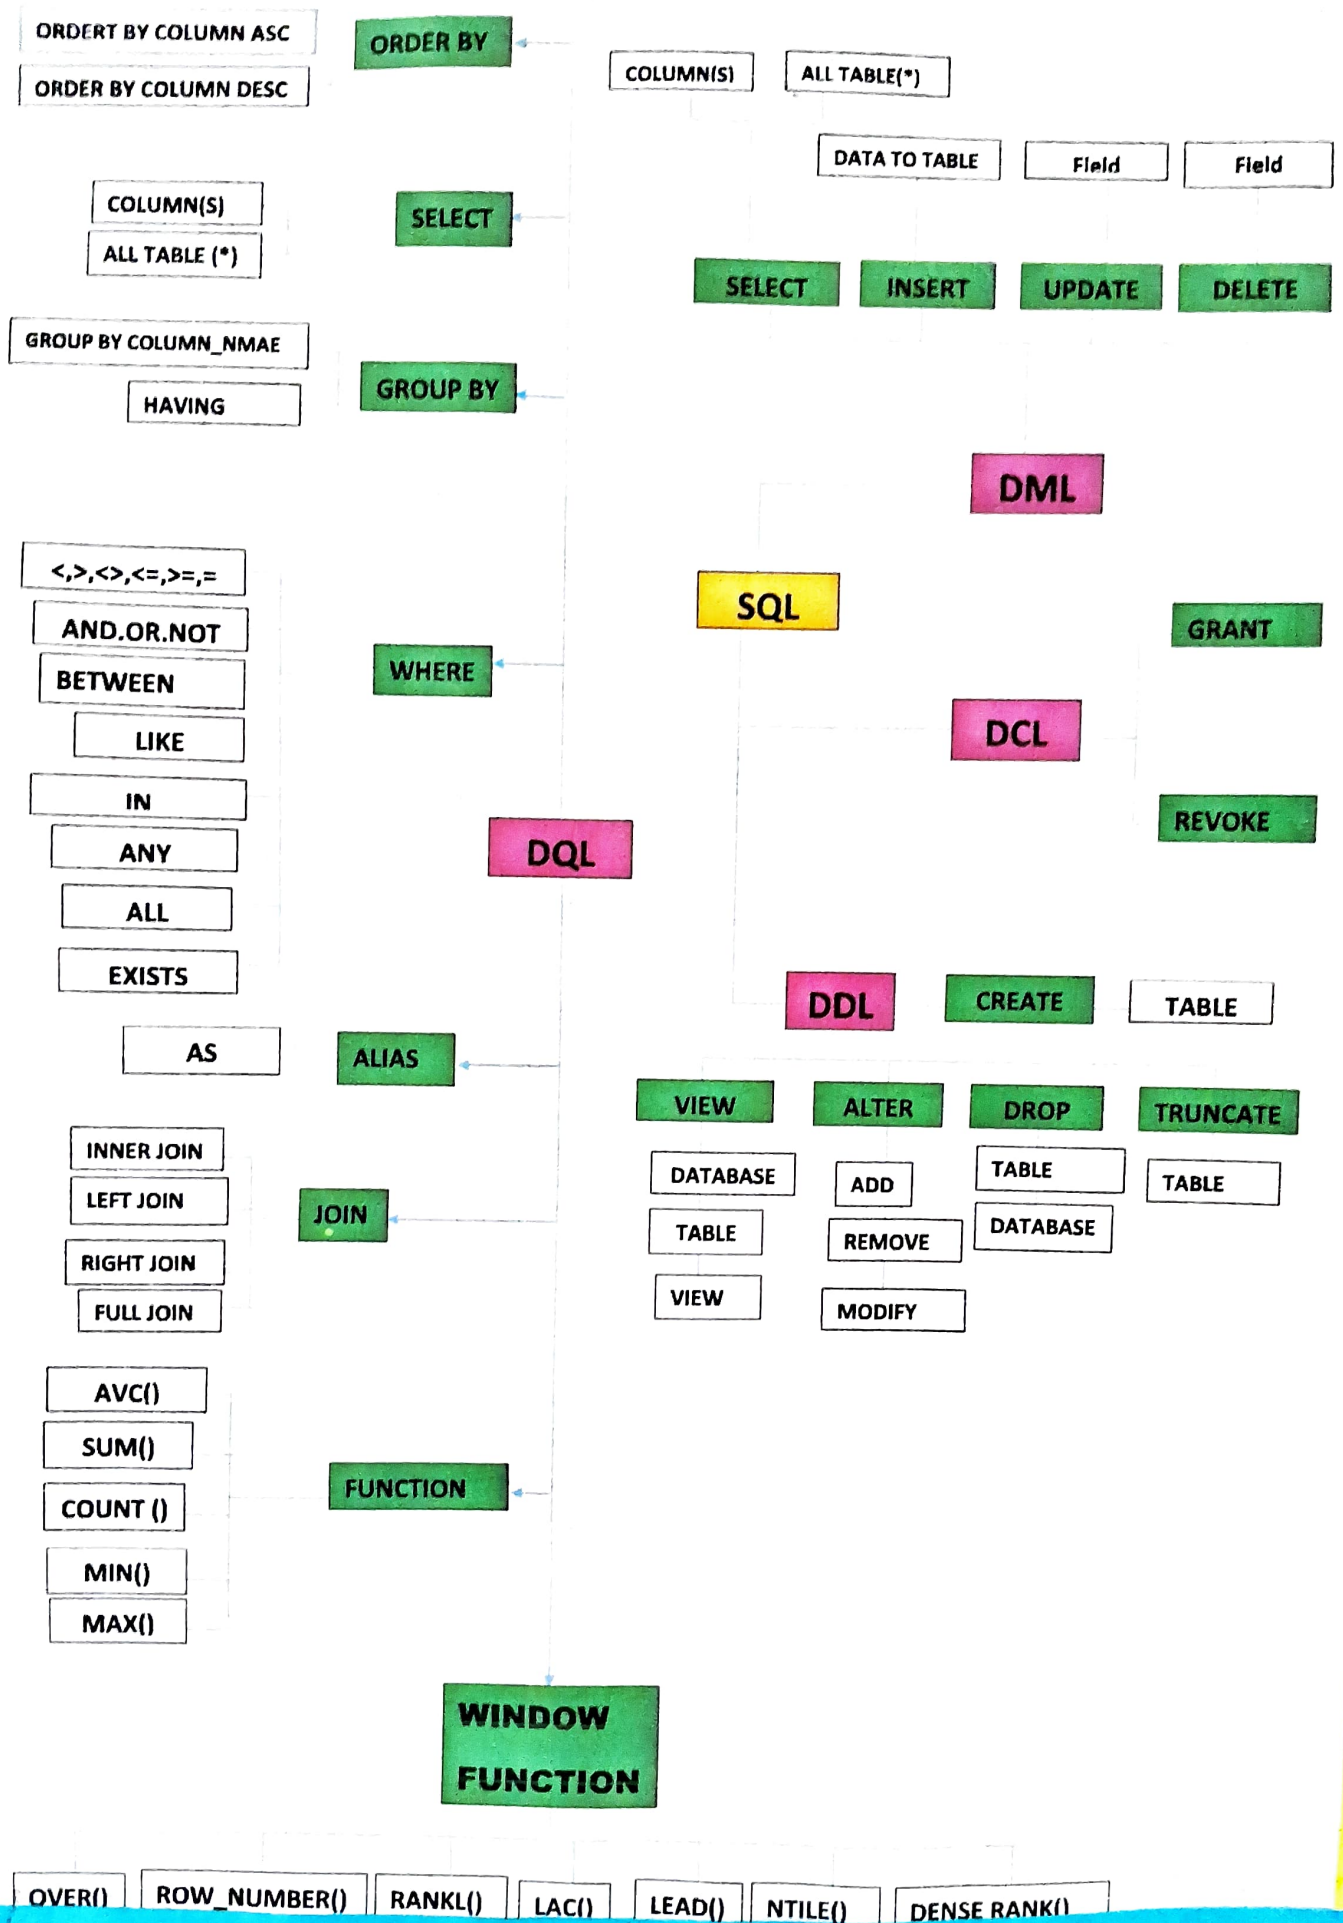 ORDERT BY COLUMN ASC
ORDER BY COLUMN DESC
ORDER BY
COLUMN(S)
ALL TABLE (*)
SELECT
GROUP BY COLUMN_NMAE
HAVING
GROUP BY
<,>,<>,<=,>=,=
AND.OR.NOT
BETWEEN
LIKE
IN
ANY
ALL
EXISTS
WHERE
DQL
AS
ALIAS
INNER JOIN
LEFT JOIN
RIGHT JOIN
FULL JOIN
JOIN
AVC()
SUM()
COUNT ()
MIN()
MAX()
FUNCTION
WINDOW
FUNCTION
OVER()
ROW_NUMBER()
RANKL()
LAC()
LEAD()
NTILE()
DENSE RANK()
COLUMN(S)
ALL TABLE(*)
DATA TO TABLE
Field
Field
SELECT
INSERT
UPDATE
DELETE
DML
SQL
GRANT
DCL
REVOKE
DDL
CREATE
TABLE
VIEW
ALTER
DROP
TRUNCATE
DATABASE
TABLE
VIEW
ADD
REMOVE
MODIFY
TABLE
DATABASE
TABLE